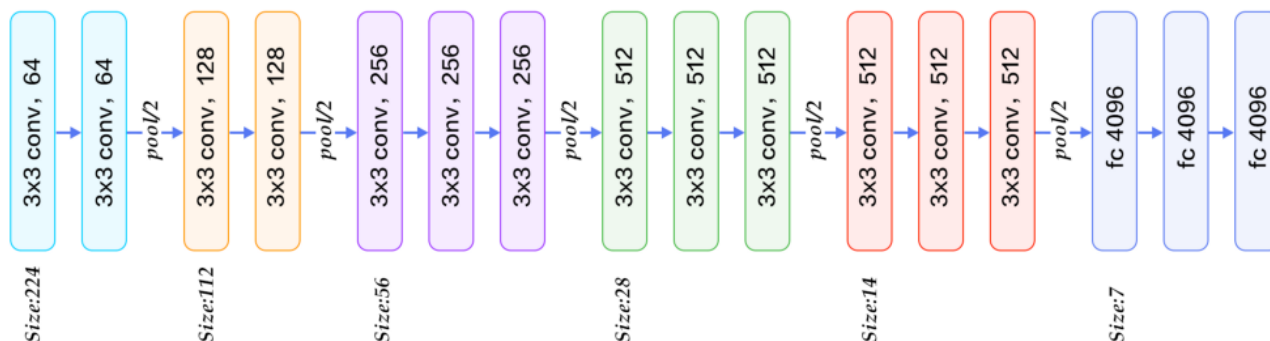 3x3 conv, 64
3x3 conv, 64
pool/2
3x3 conv, 128
3x3 conv, 128
pool/2
3x3 conv, 256
3x3 conv, 256
3x3 conv, 256
pool/2
3x3 conv, 512
3x3 conv, 512
3x3 conv, 512
pool/2
3x3 conv, 512
3x3 conv, 512
3x3 conv, 512
pool/2
fc 4096
fc 4096
fc 4096
Size:224
Size:112
Size:56
Size:28
Size:14
Size:7